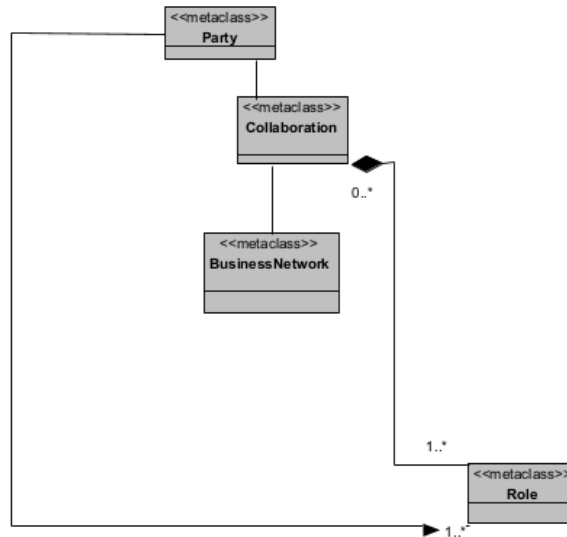 <<metaclass>>
Party
<<metaclass>>
Collaboration
0..*
<<metaclass>>
BusinessNetwork
1..*
<<metaclass>>
Role
1..*